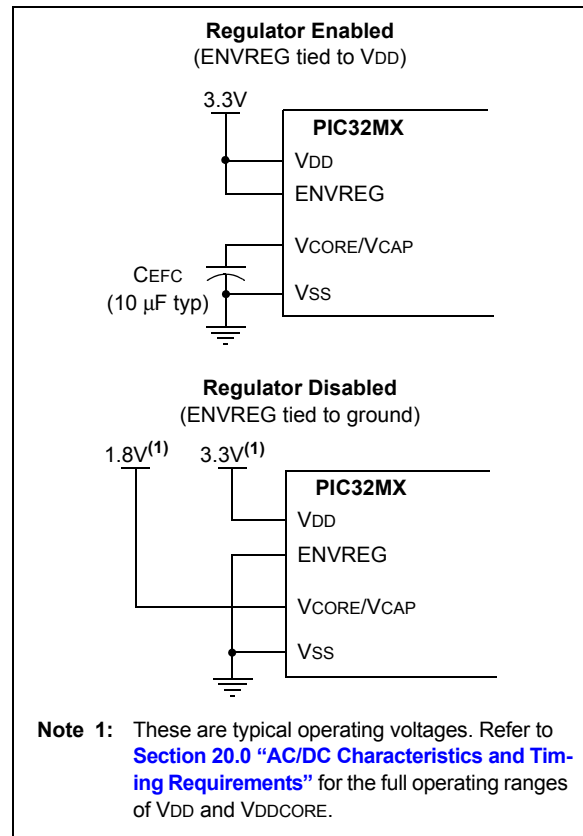 Regulator Enabled
(ENVREG tied to VDD)
3.3V
PIC32MX
VDD
ENVREG
VCORE/VCAP
CEFC
(10 μF typ)
VSS
Regulator Disabled
(ENVREG tied to ground)
1.8V(1) 3.3V(1)
PIC32MX
VDD
ENVREG
VCORE/VCAP
VSS
Note 1: These are typical operating voltages. Refer to
Section 20.0 “AC/DC Characteristics and Tim-
ing Requirements” for the full operating ranges
of VDD and VDDCORE.